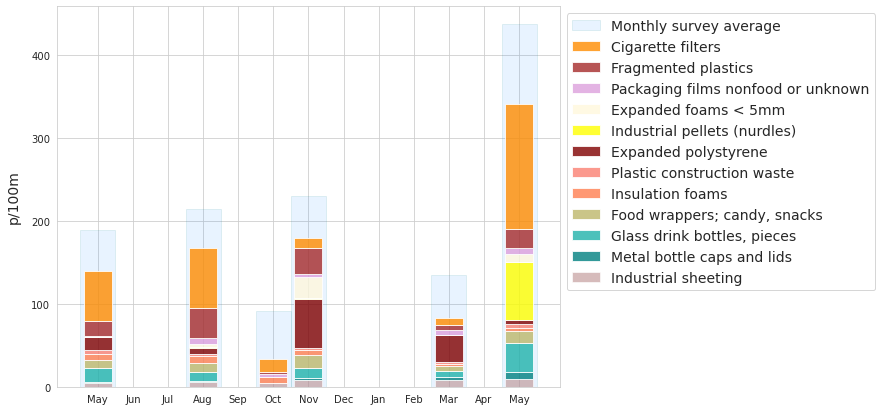 p/100m
400
300
200
100
0
May Jun Jul Aug Sep Oct Nov Dec Jan Feb Mar Apr May
Monthly survey average
Cigarette filters
Fragmented plastics
Packaging films nonfood or unknown
Expanded foams < 5mm
Industrial pellets (nurdles)
Expanded polystyrene
Plastic construction waste
Insulation foams
Food wrappers; candy, snacks
Glass drink bottles, pieces
Metal bottle caps and lids
Industrial sheeting